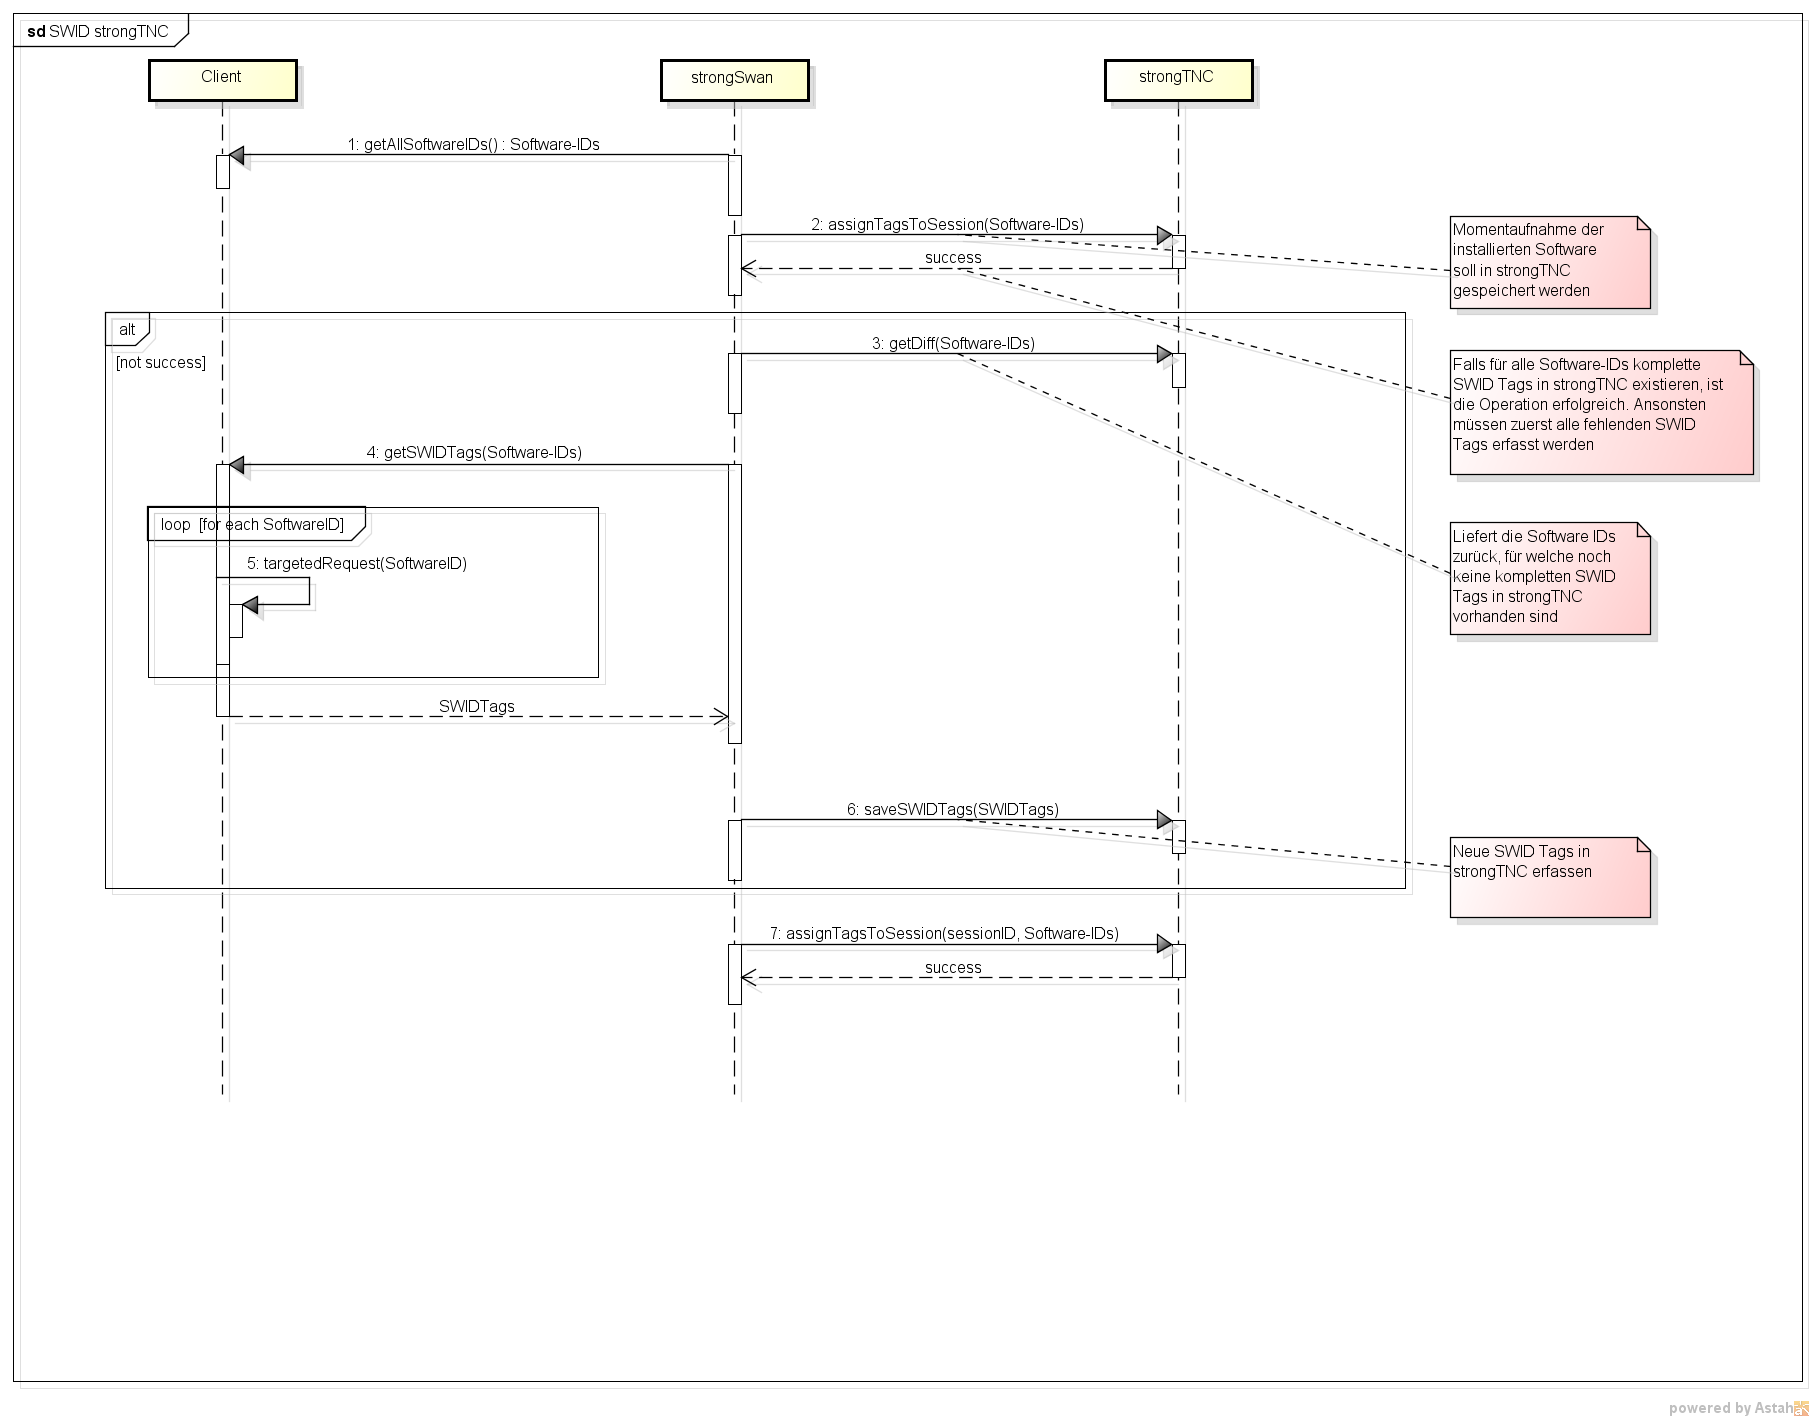 sd SWID strongTNC
Client
strongSwan
strongTNC
1: getAllSoftwareIDs() : Software-IDs
2: assignTagsToSession(Software-IDs)
success
Momentaufnahme der
installierten Software
soll in strongTNC
gespeichert werden
alt
[not success]
3: getDiff(Software-IDs)
Falls für alle Software-IDs komplette
SWID Tags in strongTNC existieren, ist
die Operation erfolgreich. Ansonsten
müssen zuerst alle fehlenden SWID
Tags erfasst werden
4: getSWIDTags(Software-IDs)
loop [for each SoftwareID]
5: targetedRequest(SoftwareID)
Liefert die Software IDs
zurück, für welche noch
keine kompletten SWID
Tags in strongTNC
vorhanden sind
SWIDTags
6: saveSWIDTags(SWIDTags)
Neue SWID Tags in
strongTNC erfassen
7: assignTagsToSession(sessionID, Software-IDs)
success
powered by Astah